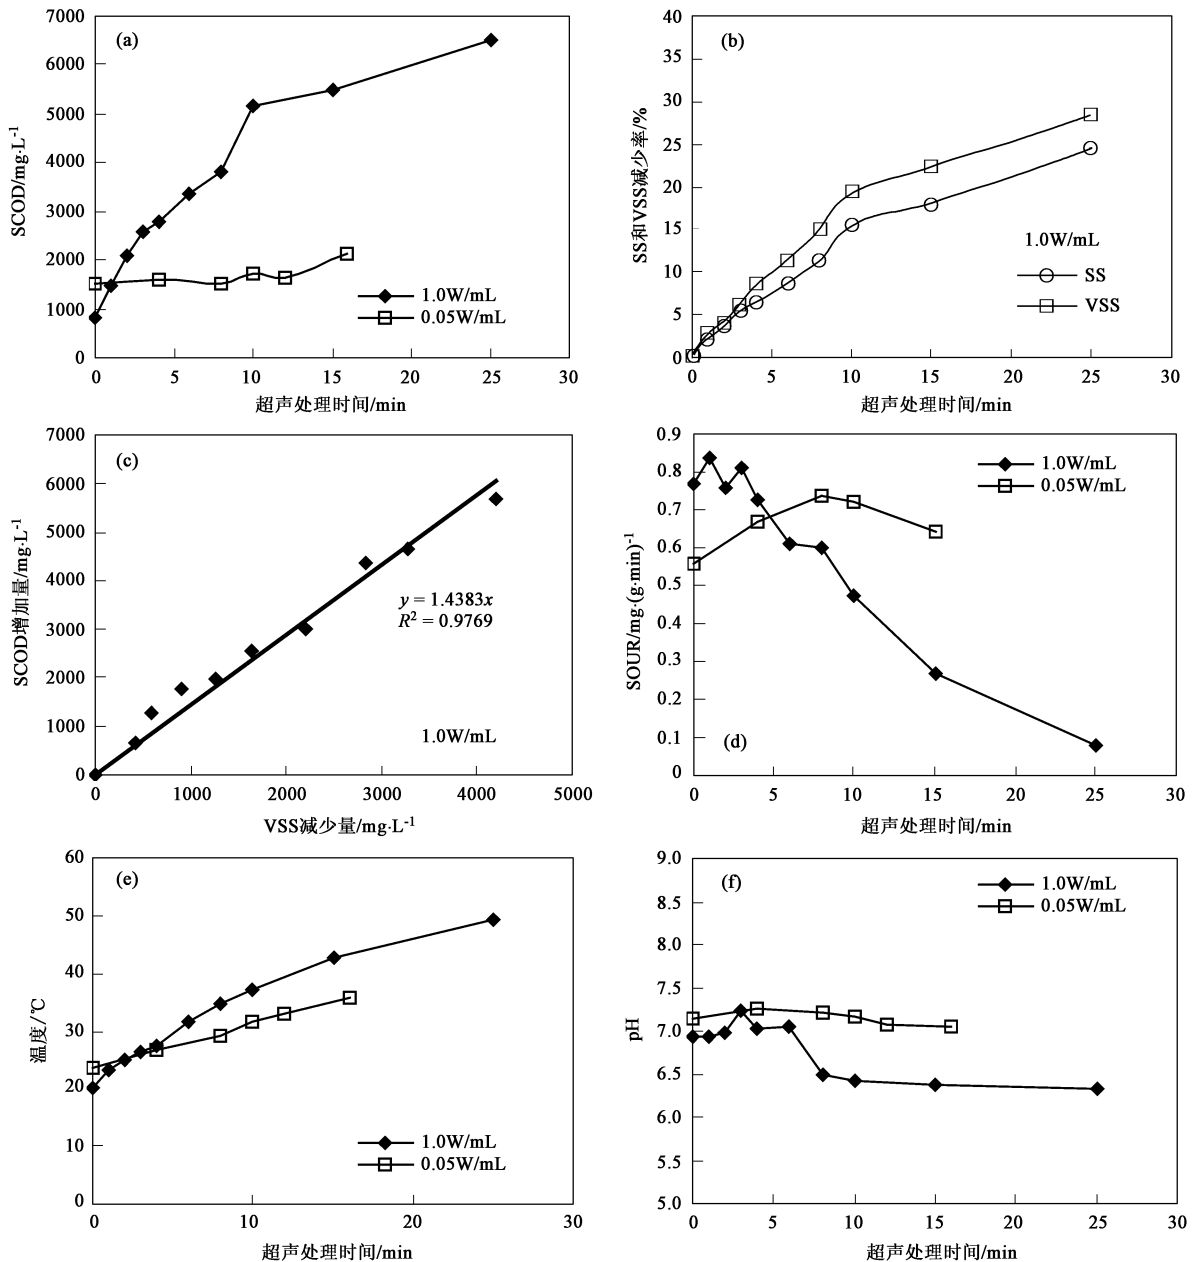 (a)
7000
6000
5000
4000
3000
2000
1000
0
SCOD/mg·L-1
1.0W/mL
0.05W/mL
0 5 10 15 20 25 30
超声处理时间/min
(b)
40
35
30
25
20
15
10
5
0
SS和VSS减少率/%
1.0W/mL
SS
VSS
0 5 10 15 20 25 30
超声处理时间/min
(c)
7000
6000
5000
4000
3000
2000
1000
0
SCOD增加量/mg·L-1
y = 1.4383x
R2 = 0.9769
1.0W/mL
0 1000 2000 3000 4000 5000
VSS减少量/mg·L-1
0.9
0.8
0.7
0.6
0.5
0.4
0.3
0.2
0.1
0
SOUR/mg·(g·min)-1
1.0W/mL
0.05W/mL
(d)
0 5 10 15 20 25 30
超声处理时间/min
(e)
60
50
40
30
20
10
0
温度/℃
1.0W/mL
0.05W/mL
0 10 20 30
超声处理时间/min
(f)
9.0
8.5
8.0
7.5
7.0
6.5
6.0
5.5
5.0
pH
1.0W/mL
0.05W/mL
0 5 10 15 20 25 30
超声处理时间/min